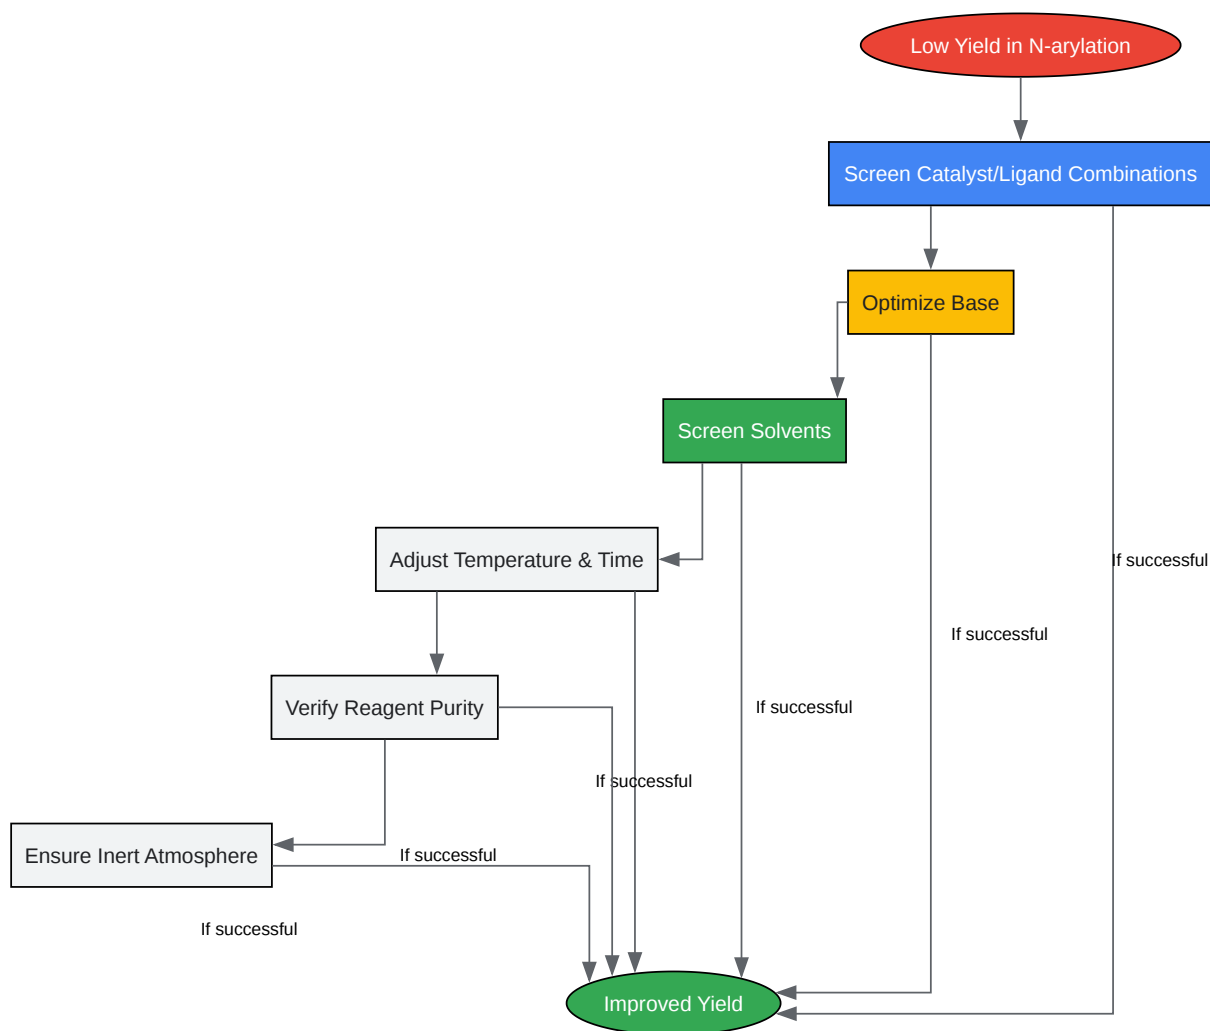 Low Yield in N-arylation
Screen Catalyst/Ligand Combinations
Optimize Base
Screen Solvents
Adjust Temperature & Time
If successful
If successful
Verify Reagent Purity
If successful
If successful
Ensure Inert Atmosphere
If successful
If successful
Improved Yield